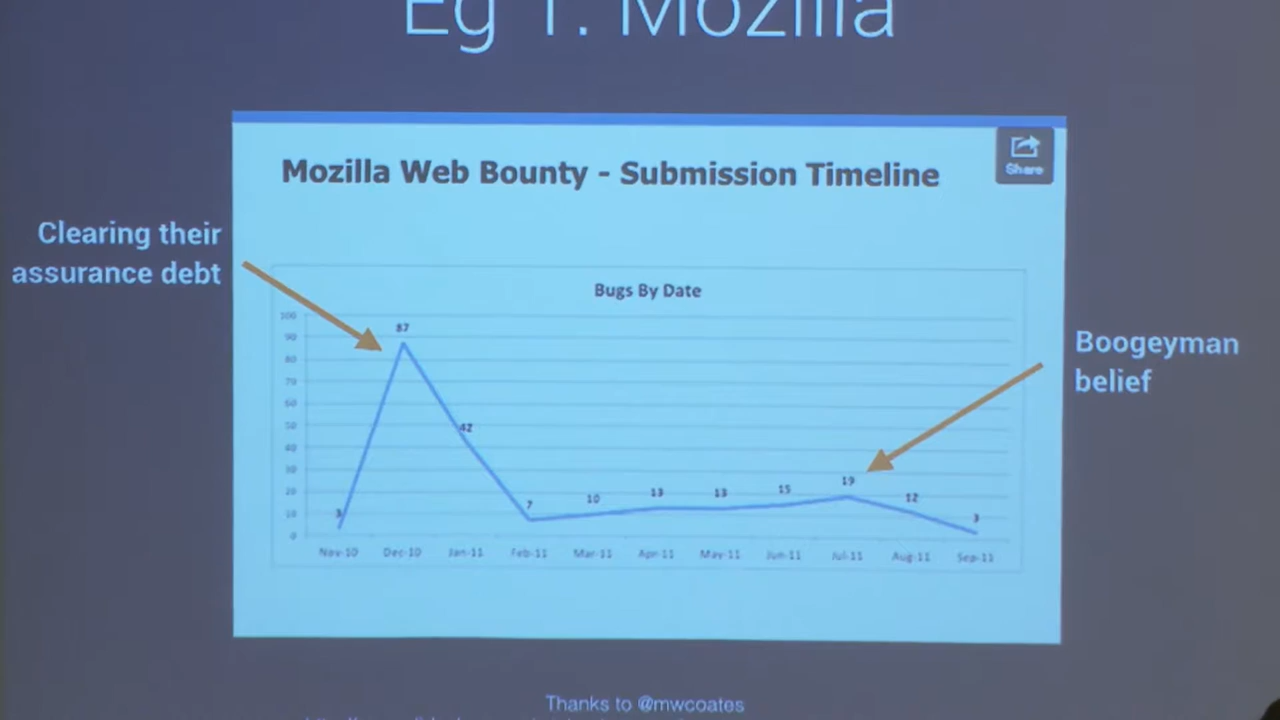 Eg 1. Mozilla
Share
Mozilla Web Bounty - Submission Timeline
Clearing their
assurance debt
Bugs By Date
Boogeyman
belief
100
90
80
70
60
50
40
30
20
10
0
3
87
42
7
10
13
13
15
19
12
3
Nov-10
Dec-10
Jan-11
Feb-11
Mar-11
Apr-11
May-11
Jun-11
Jul-11
Aug-11
Sep-11
Thanks to @mwcoates